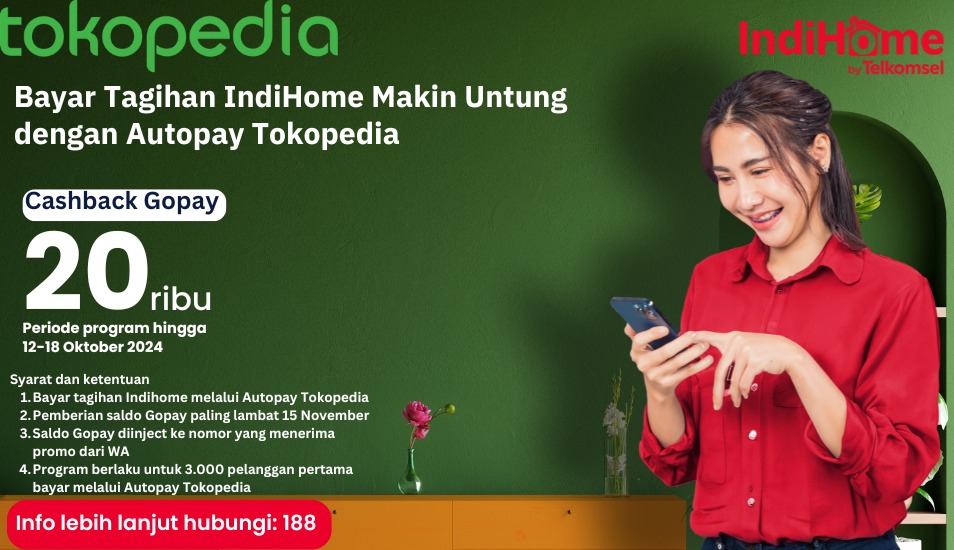 tokopedia
IndiHome
by Telkomsel
Bayar Tagihan IndiHome Makin Untung
dengan Autopay Tokopedia
Cashback Gopay
20 ribu
Periode program hingga
12-18 Oktober 2024
Syarat dan ketentuan
1. Bayar tagihan Indihome melalui Autopay Tokopedia
2. Pemberian saldo Gopay paling lambat 15 November
3. Saldo Gopay diinject ke nomor yang menerima
promo dari WA
4. Program berlaku untuk 3.000 pelanggan pertama
bayar melalui Autopay Tokopedia
Info lebih lanjut hubungi: 188